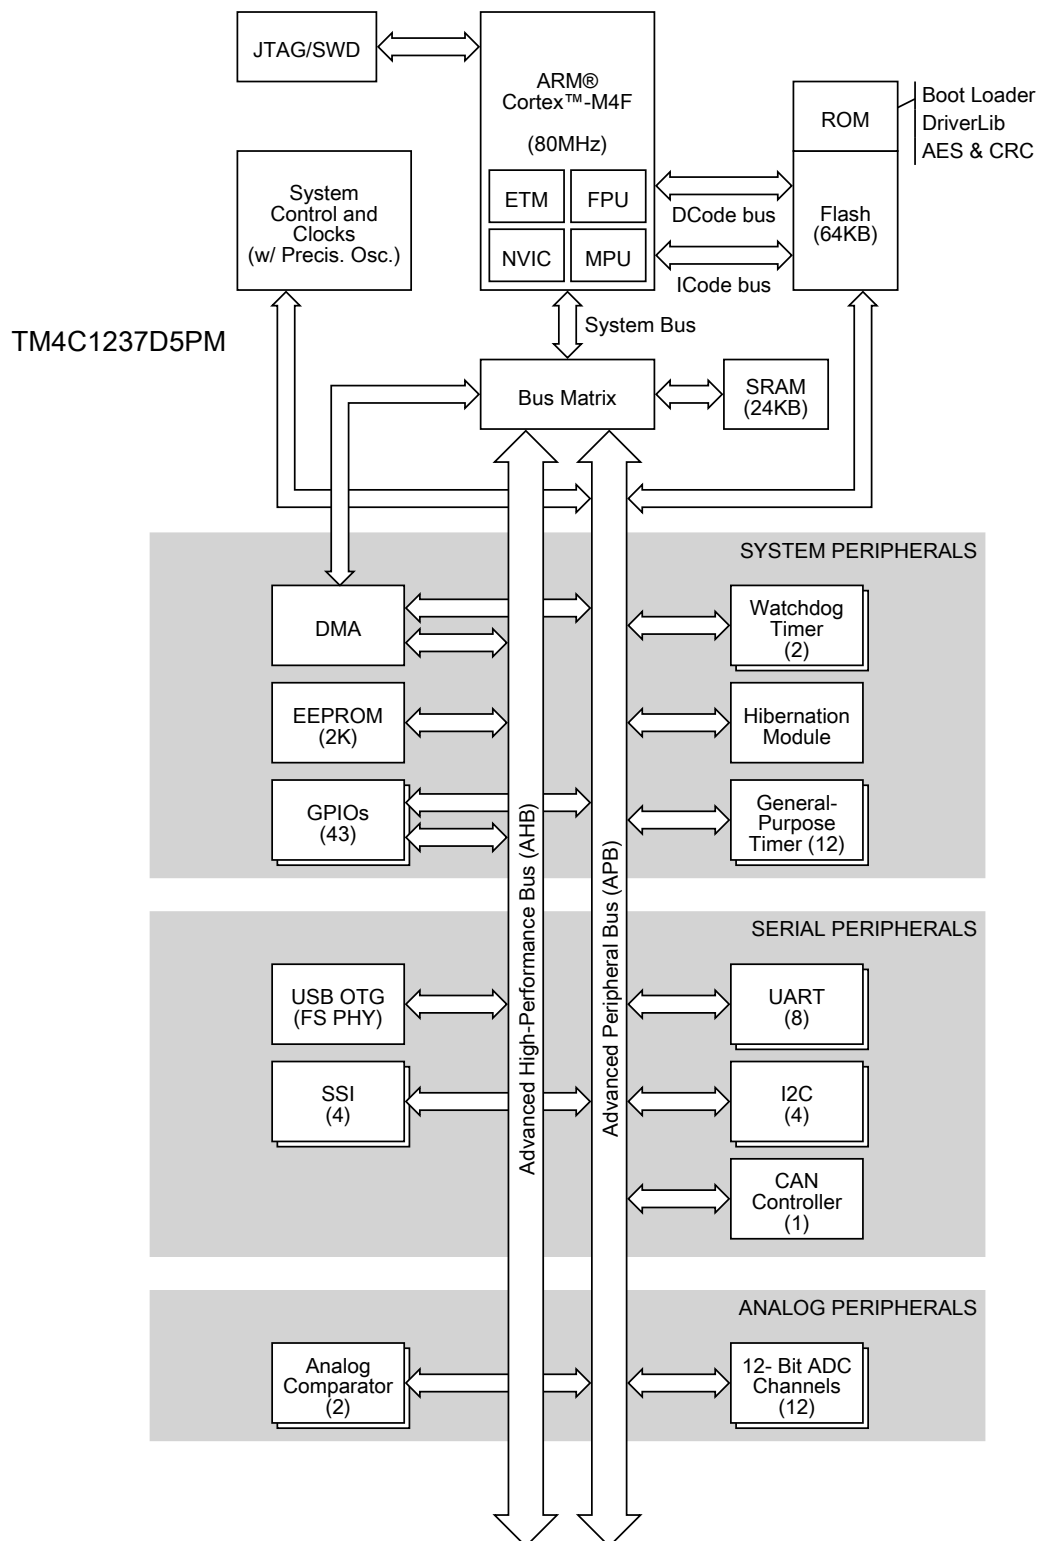 JTAG/SWD
ARM®
Cortex™-M4F
(80MHz)
ETM
FPU
NVIC
MPU
ROM
Boot Loader
DriverLib
AES & CRC
Flash
(64KB)
DCode bus
ICode bus
System
Control and
Clocks
(w/ Precis. Osc.)
System Bus
TM4C1237D5PM
Bus Matrix
SRAM
(24KB)
SYSTEM PERIPHERALS
DMA
Watchdog
Timer
(2)
EEPROM
(2K)
Hibernation
Module
GPIOs
(43)
General-
Purpose
Timer (12)
Advanced High-Performance Bus (AHB)
Advanced Peripheral Bus (APB)
SERIAL PERIPHERALS
USB OTG
(FS PHY)
UART
(8)
SSI
(4)
I2C
(4)
CAN
Controller
(1)
ANALOG PERIPHERALS
Analog
Comparator
(2)
12- Bit ADC
Channels
(12)